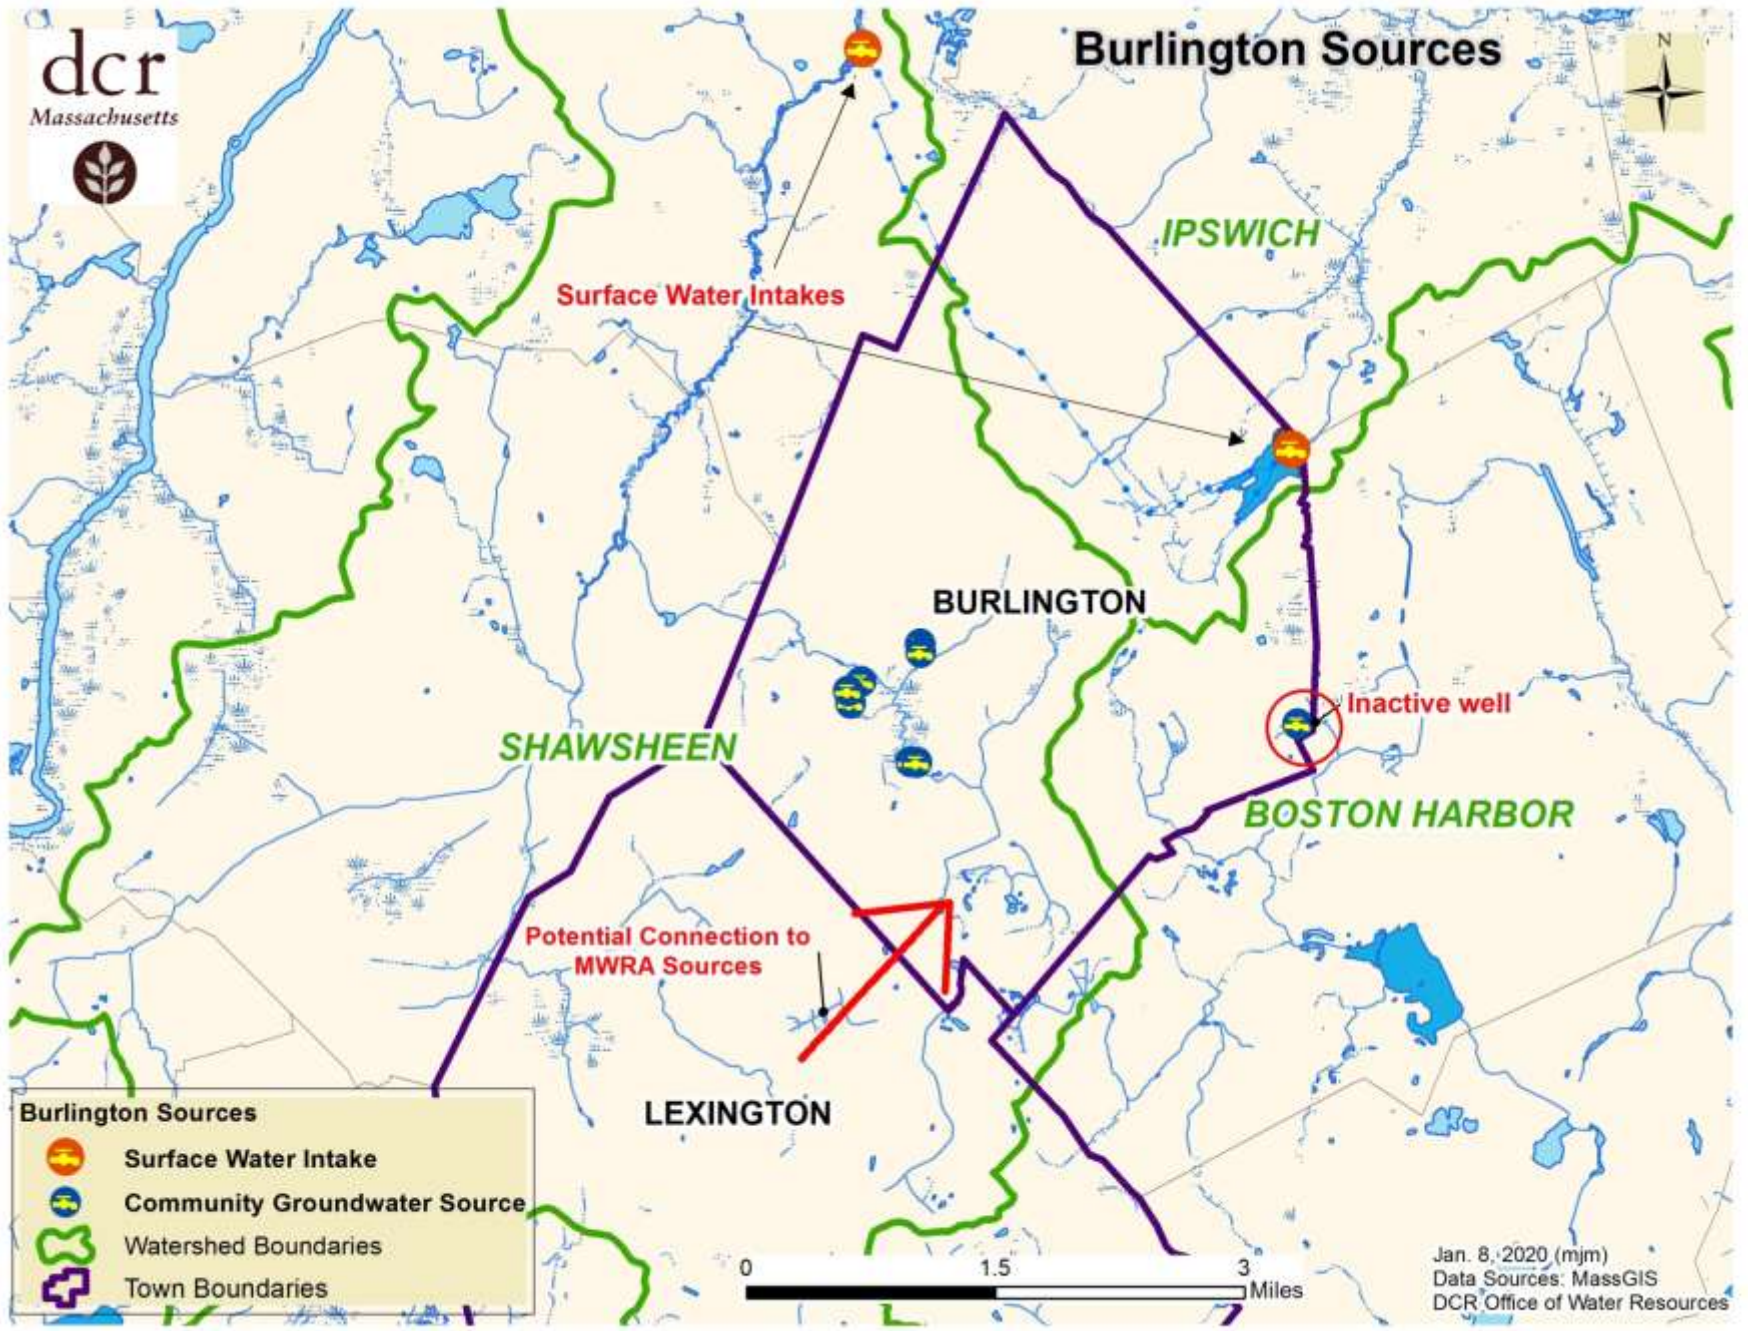 dcr
Massachusetts
Burlington Sources
N
IPSWICH
Surface Water Intakes
BURLINGTON
Inactive well
SHAWSHEEN
BOSTON HARBOR
Potential Connection to
MWRA Sources
LEXINGTON
Burlington Sources
Surface Water Intake
Community Groundwater Source
Watershed Boundaries
Town Boundaries
0 1.5 3
Miles
Jan. 8, 2020 (mjm)
Data Sources: MassGIS
DCR Office of Water Resources